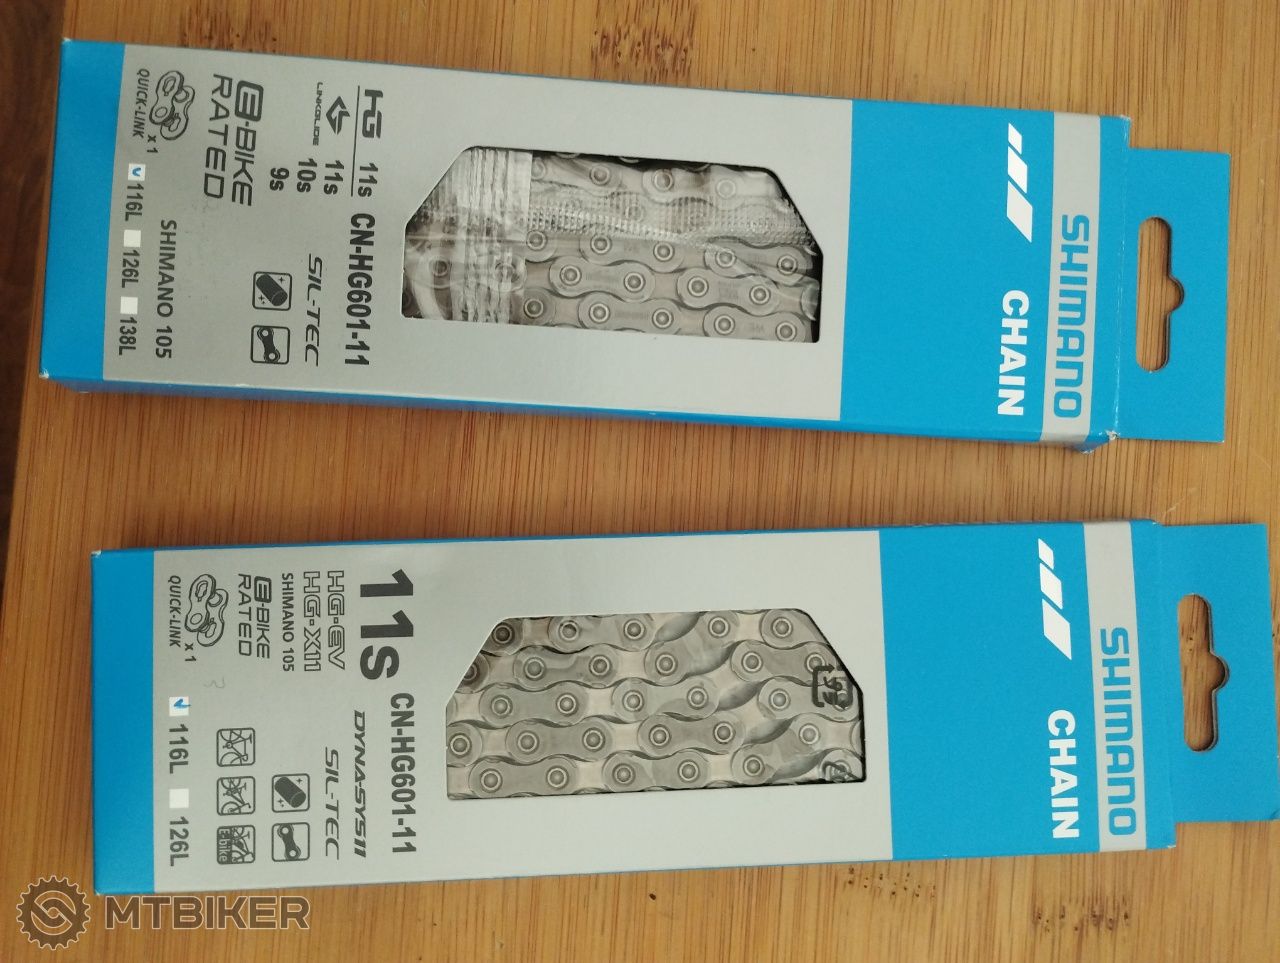 SHIMANO
CHAIN
HG 11s CN-HG601-11
LINKGLIDE 11s
10s
9s
SIL-TEC
E-BIKE
RATED
SHIMANO 105
QUICK-LINK x1
116L 126L 138L
SHIMANO
CHAIN
11s CN-HG601-11
HG-EV
HG-X11
DYNA-SYS11
SHIMANO 105
SIL-TEC
E-BIKE
RATED
E-bike
QUICK-LINK x1
116L 126L
MTBIKER